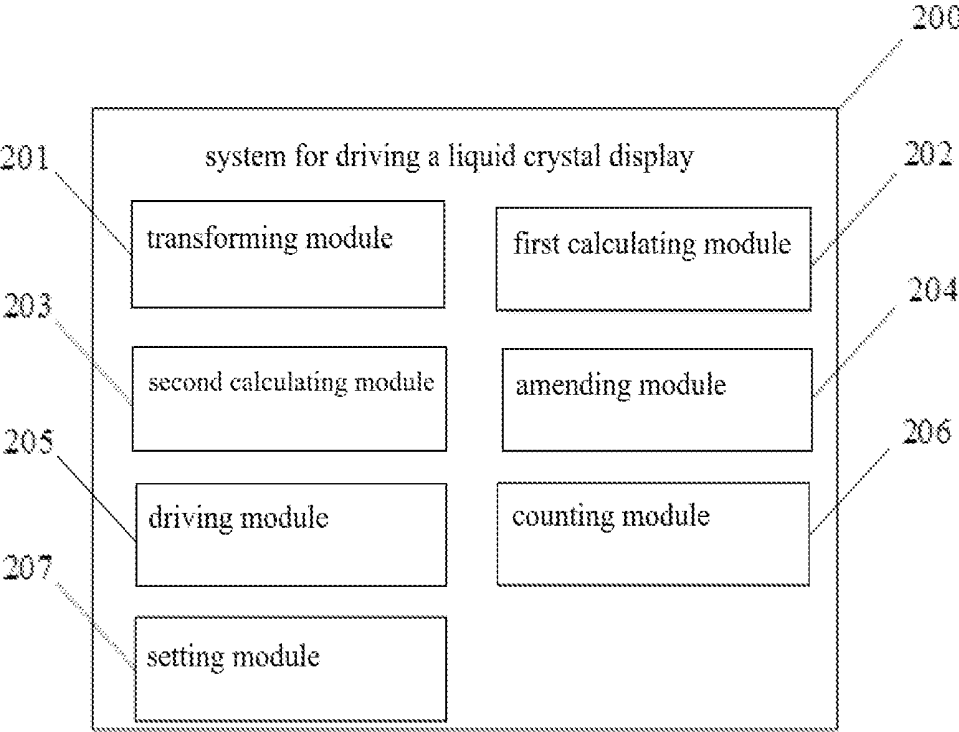 200
system for driving a liquid crystal display
201
202
transforming module
first calculating module
203
204
second calculating module
amending module
205
206
driving module
counting module
207
setting module